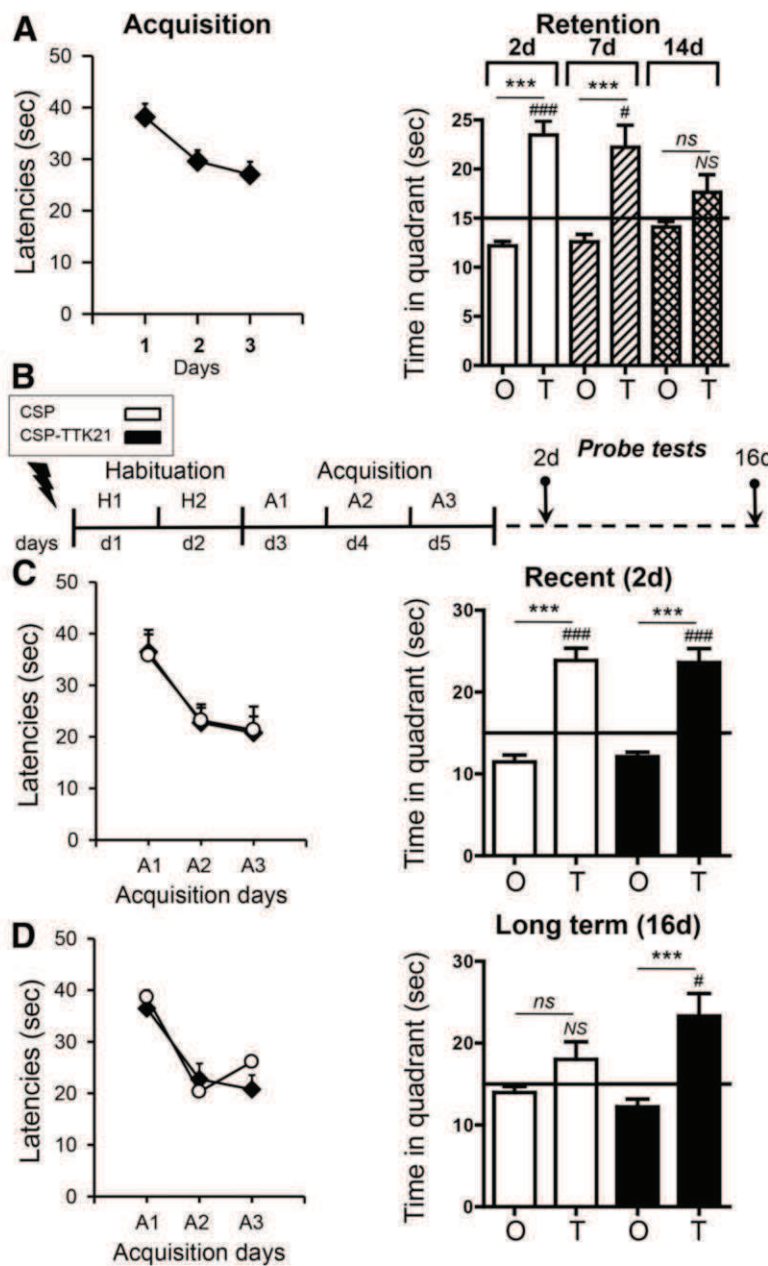 A
Acquisition
Latencies (sec)
50
40
30
20
10
0
1 2 3
Days
Retention
2d 7d 14d
*** *** ns
### # NS
Time in quadrant (sec)
25
20
15
10
5
0
O T O T O T
B
CSP
CSP-TTK21
Habituation Acquisition
H1 H2 A1 A2 A3
days d1 d2 d3 d4 d5
2d Probe tests 16d
C
Latencies (sec)
50
40
30
20
10
0
A1 A2 A3
Acquisition days
Recent (2d)
*** ***
### ###
Time in quadrant (sec)
30
20
10
0
O T O T
D
Latencies (sec)
50
40
30
20
10
0
A1 A2 A3
Acquisition days
Long term (16d)
ns ***
NS #
Time in quadrant (sec)
30
20
10
0
O T O T